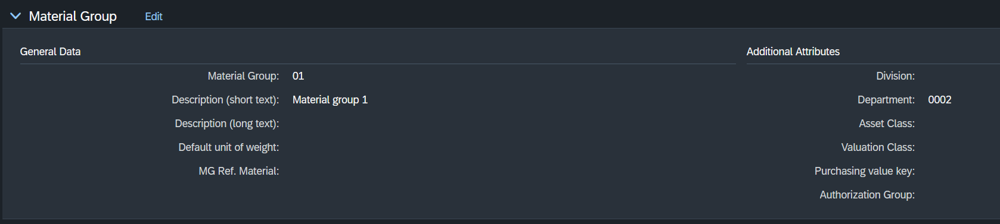 Material Group Edit
General Data
Material Group: 01
Description (short text): Material group 1
Description (long text):
Default unit of weight:
MG Ref. Material:
Additional Attributes
Division:
Department: 0002
Asset Class:
Valuation Class:
Purchasing value key:
Authorization Group: